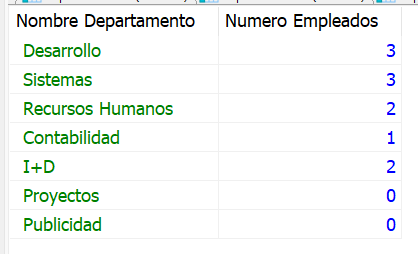 Nombre Departamento Numero Empleados
Desarrollo 3
Sistemas 3
Recursos Humanos 2
Contabilidad 1
I+D 2
Proyectos 0
Publicidad 0